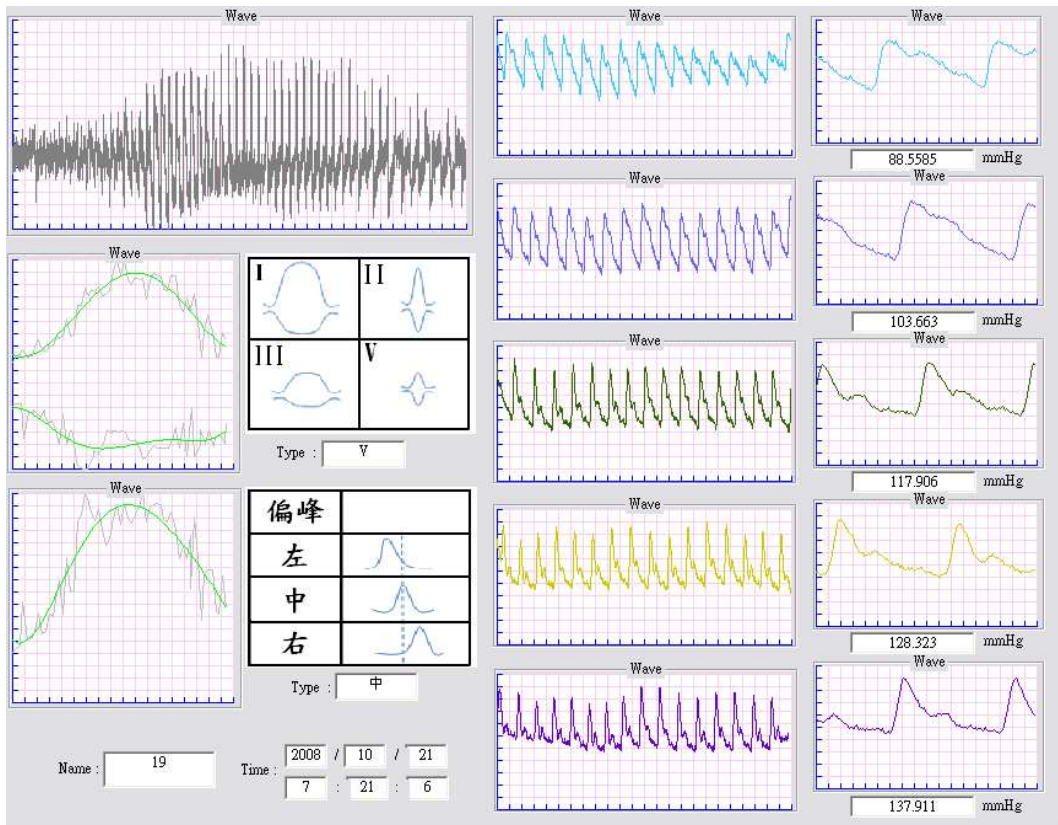 Wave
Wave
I II
III V
Type : V
Wave
偏峰
左
中
右
Type : 中
Name : 19
Time : 2008 / 10 / 21
7 : 21 : 6
Wave
Wave
Wave
Wave
Wave
Wave
88.5585 mmHg
Wave
103.663 mmHg
Wave
117.906 mmHg
Wave
128.323 mmHg
Wave
137.911 mmHg